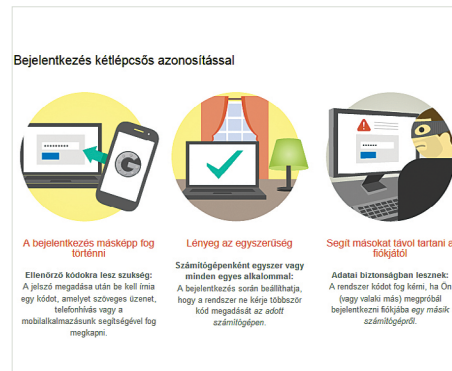 Bejelentkezés kétlépcsős azonosítással
G
A bejelentkezés másképp fog
történni
Ellenőrző kódokra lesz szükség:
A jelszó megadása után be kell írnia
egy kódot, amelyet szöveges üzenet,
telefonhívás vagy a
mobilalkalmazásunk segítségével fog
megkapni.
Lényeg az egyszerűség
Számítógépenként egyszer vagy
minden egyes alkalommal:
A bejelentkezés során beállíthatja,
hogy a rendszer ne kérje többször
kód megadását az adott
számítógépen.
Segít másokat távol tartani a
fiókjától
Adatai biztonságban lesznek:
A rendszer kódot fog kérni, ha Ön
(vagy valaki más) megpróbál
bejelentkezni fiókjába egy másik
számítógépről.